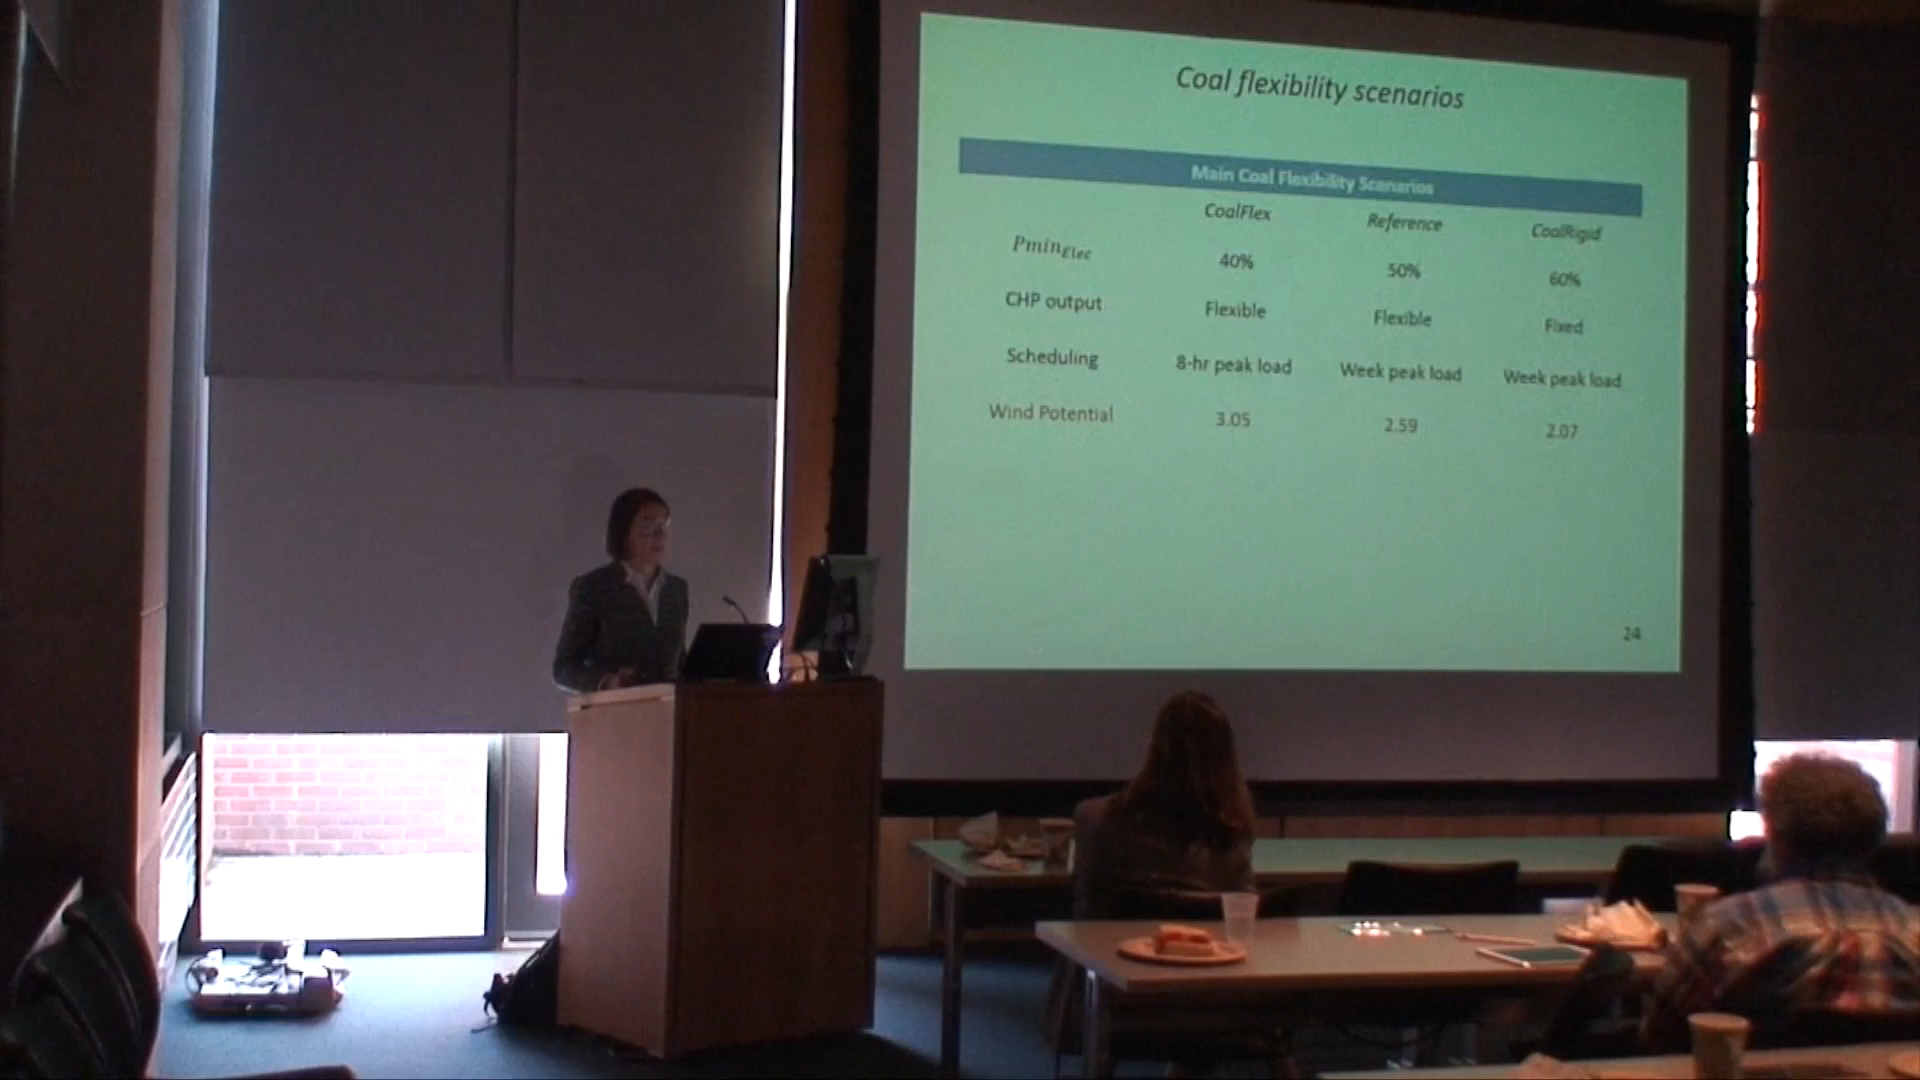 Coal flexibility scenarios
Main Coal Flexibility Scenarios
CoalFlex Reference CoalRigid
Pmin_Elec 40% 50% 60%
CHP output Flexible Flexible Fixed
Scheduling 8-hr peak load Week peak load Week peak load
Wind Potential 3.05 2.59 2.07
24